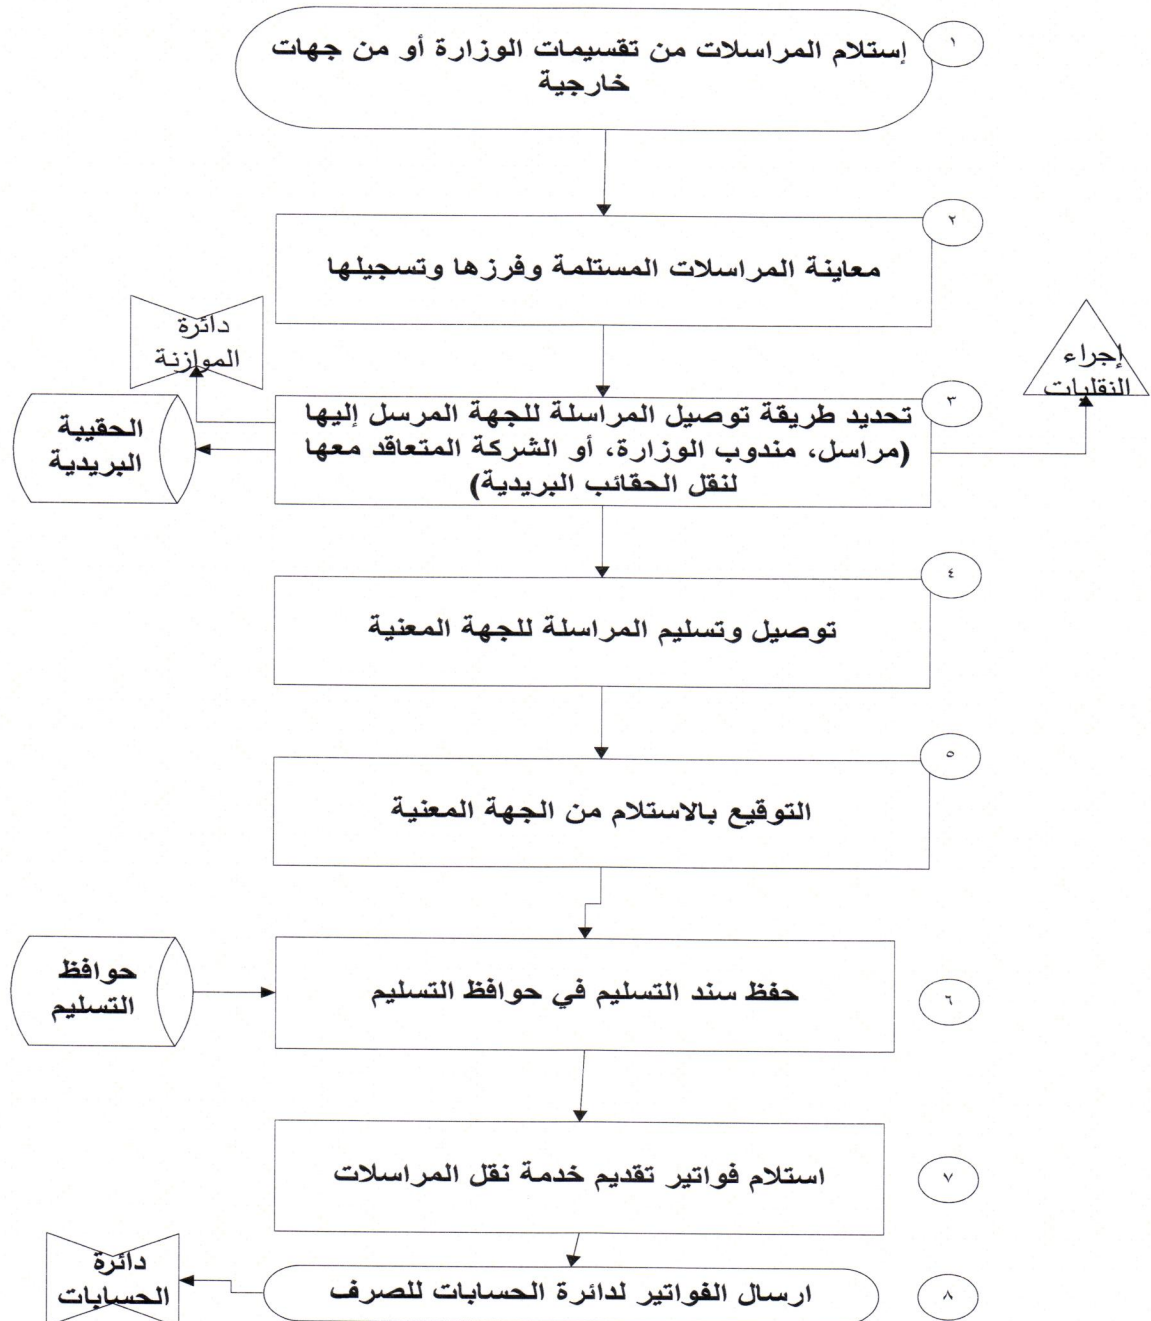 ١
إستلام المراسلات من تقسيمات الوزارة أو من جهات
خارجية
٢
معاينة المراسلات المستلمة وفرزها وتسجيلها
دائرة
الموازنة
إجراء
النقليات
٣
تحديد طريقة توصيل المراسلة للجهة المرسل إليها
(مراسل، مندوب الوزارة، أو الشركة المتعاقد معها
لنقل الحقائب البريدية)
الحقيبة
البريدية
٤
توصيل وتسليم المراسلة للجهة المعنية
٥
التوقيع بالاستلام من الجهة المعنية
حوافظ
التسليم
حفظ سند التسليم في حوافظ التسليم
٦
استلام فواتير تقديم خدمة نقل المراسلات
٧
دائرة
الحسابات
ارسال الفواتير لدائرة الحسابات للصرف
٨